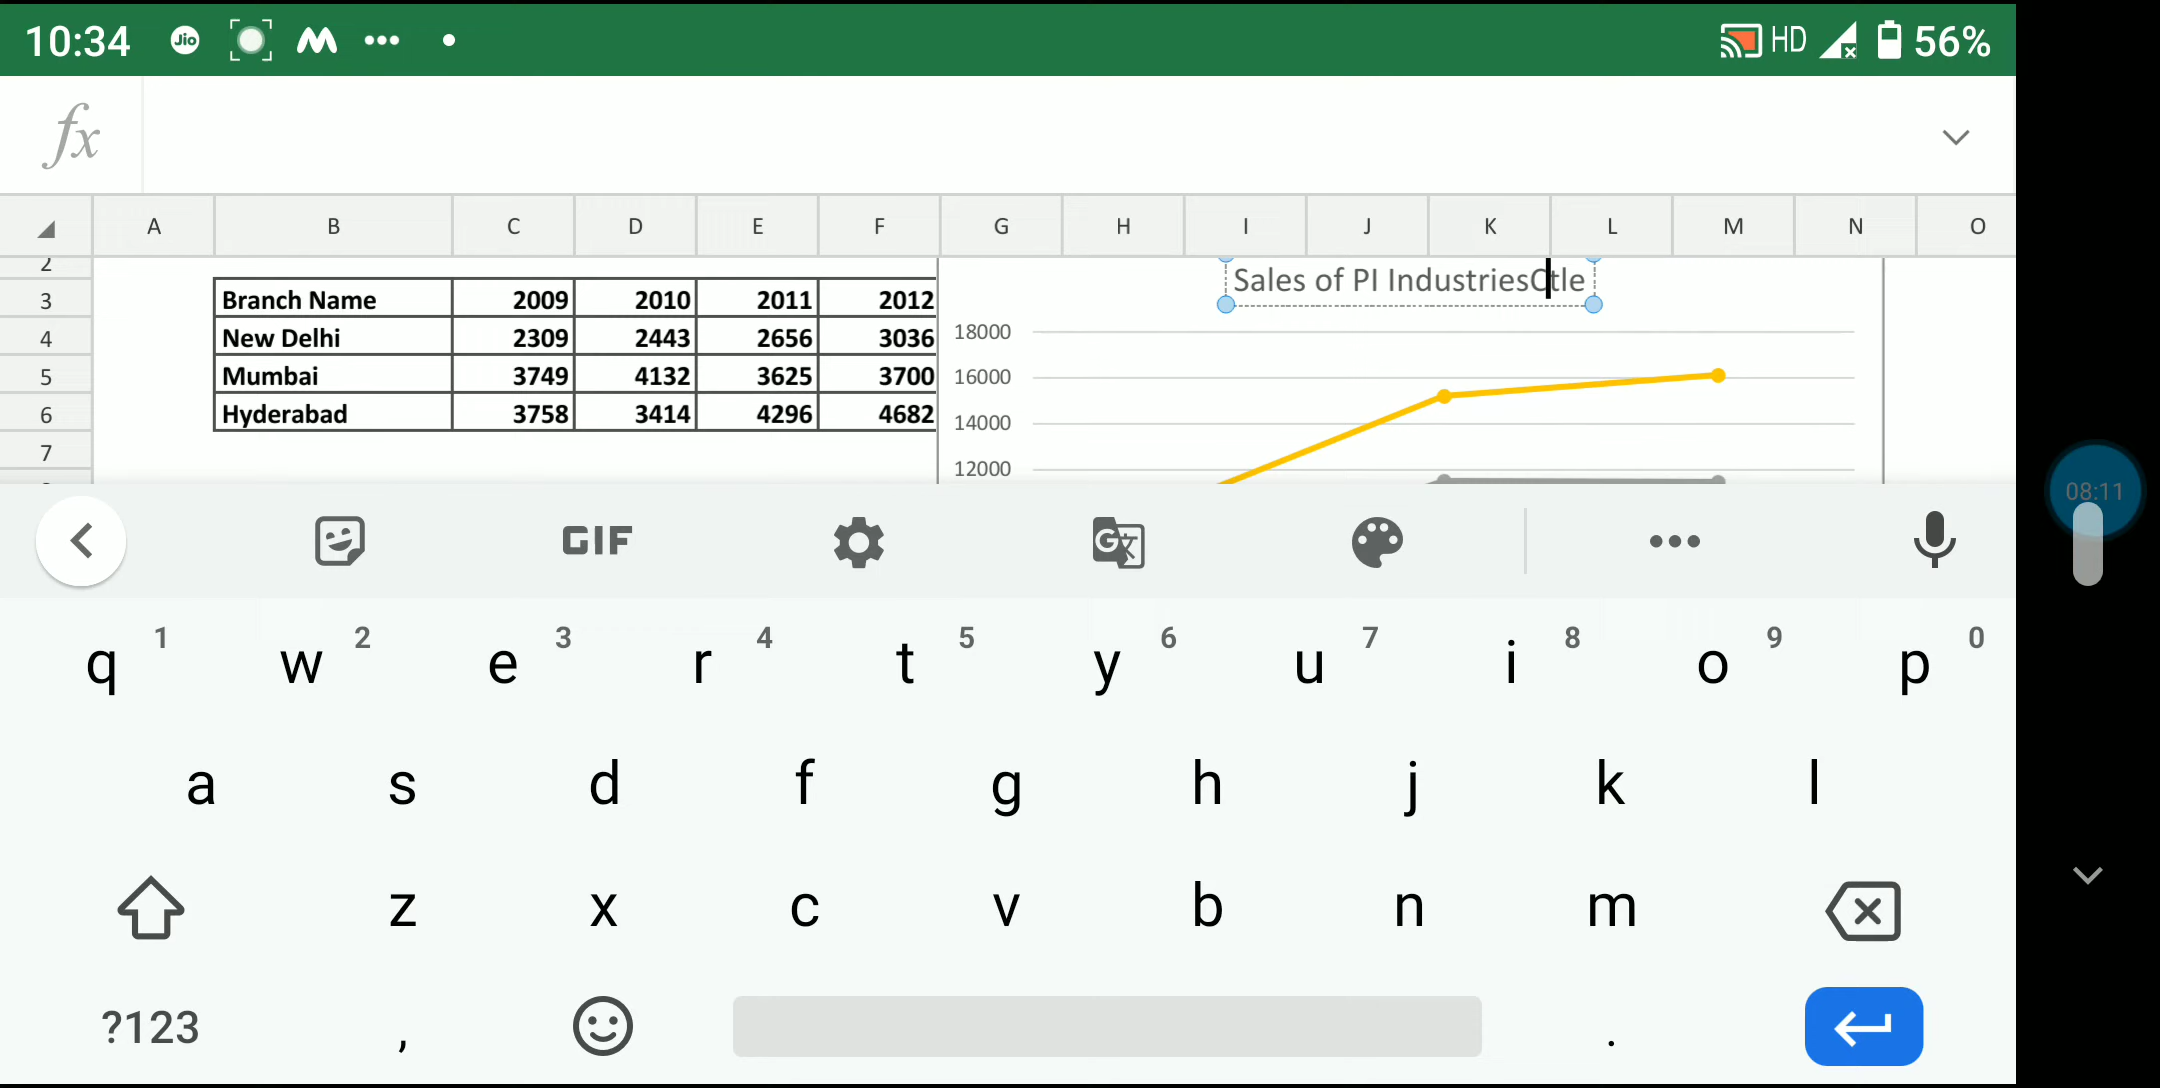 10:34 Jio HD 56%
fx
A B C D E F G H I J K L M N O
2
3 Branch Name 2009 2010 2011 2012
4 New Delhi 2309 2443 2656 3036
5 Mumbai 3749 4132 3625 3700
6 Hyderabad 3758 3414 4296 4682
7
Sales of PI IndustriesCtle
18000
16000
14000
12000
08:11
GIF
G 文
q 1 w 2 e 3 r 4 t 5 y 6 u 7 i 8 o 9 p 0
a s d f g h j k l
z x c v b n m
?123 , .